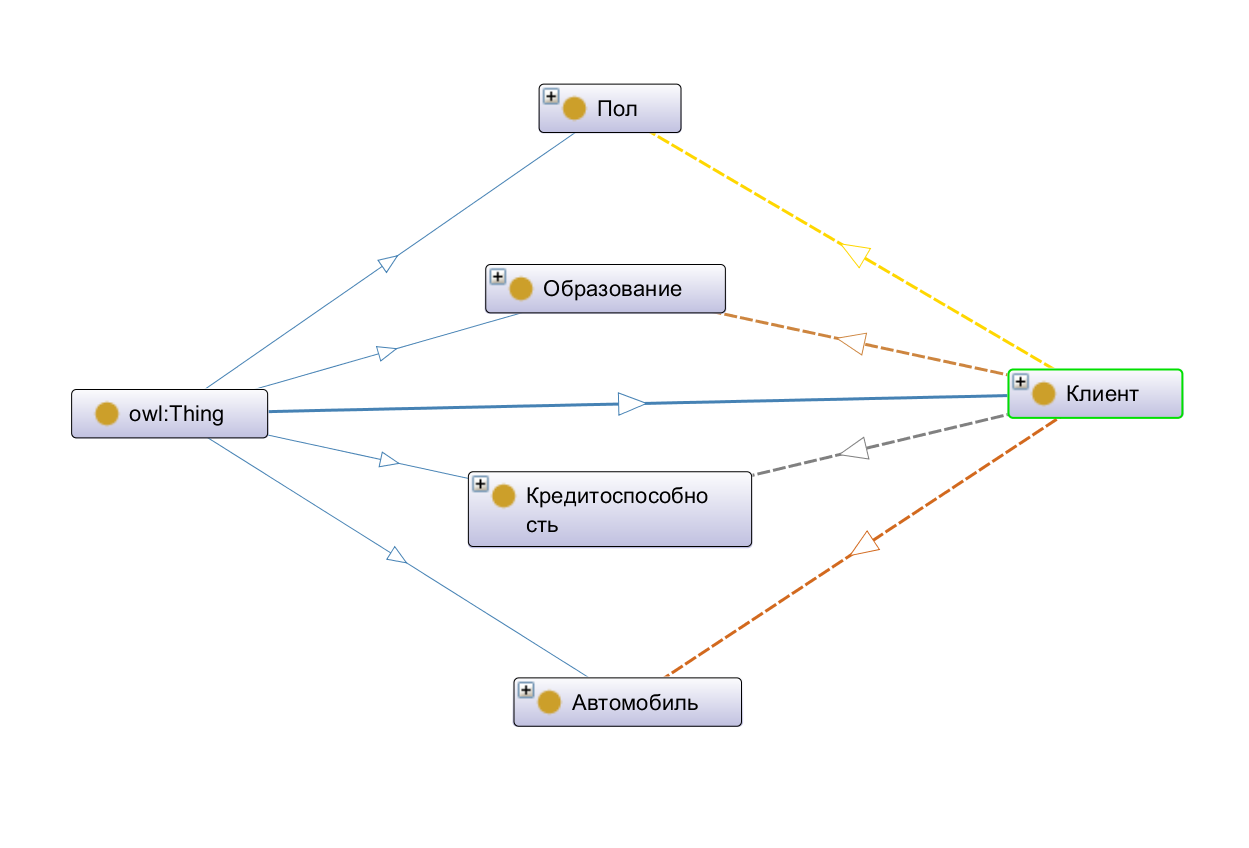 Пол
Образование
owl:Thing
Клиент
Кредитоспособно
сть
Автомобиль